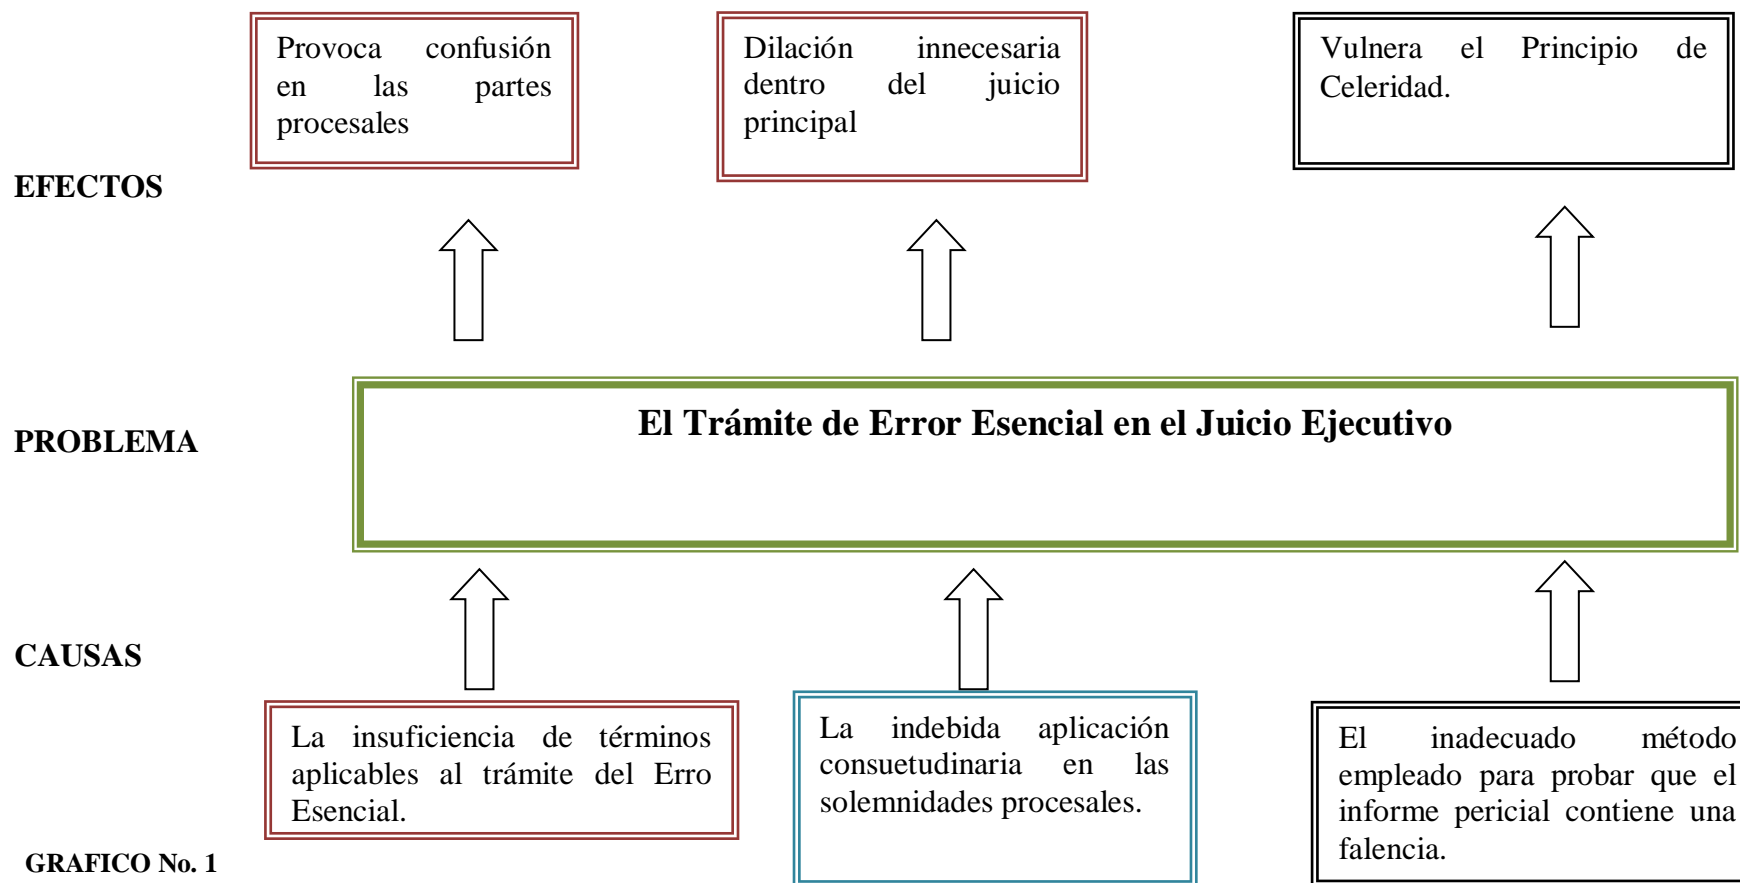 Provoca confusión
en las partes
procesales
Dilación innecesaria
dentro del juicio
principal
Vulnera el Principio de
Celeridad.
EFECTOS
El Trámite de Error Esencial en el Juicio Ejecutivo
PROBLEMA
CAUSAS
La insuficiencia de términos
aplicables al trámite del Erro
Esencial.
La indebida aplicación
consuetudinaria en las
solemnidades procesales.
El inadecuado método
empleado para probar que el
informe pericial contiene una
falencia.
GRAFICO No. 1